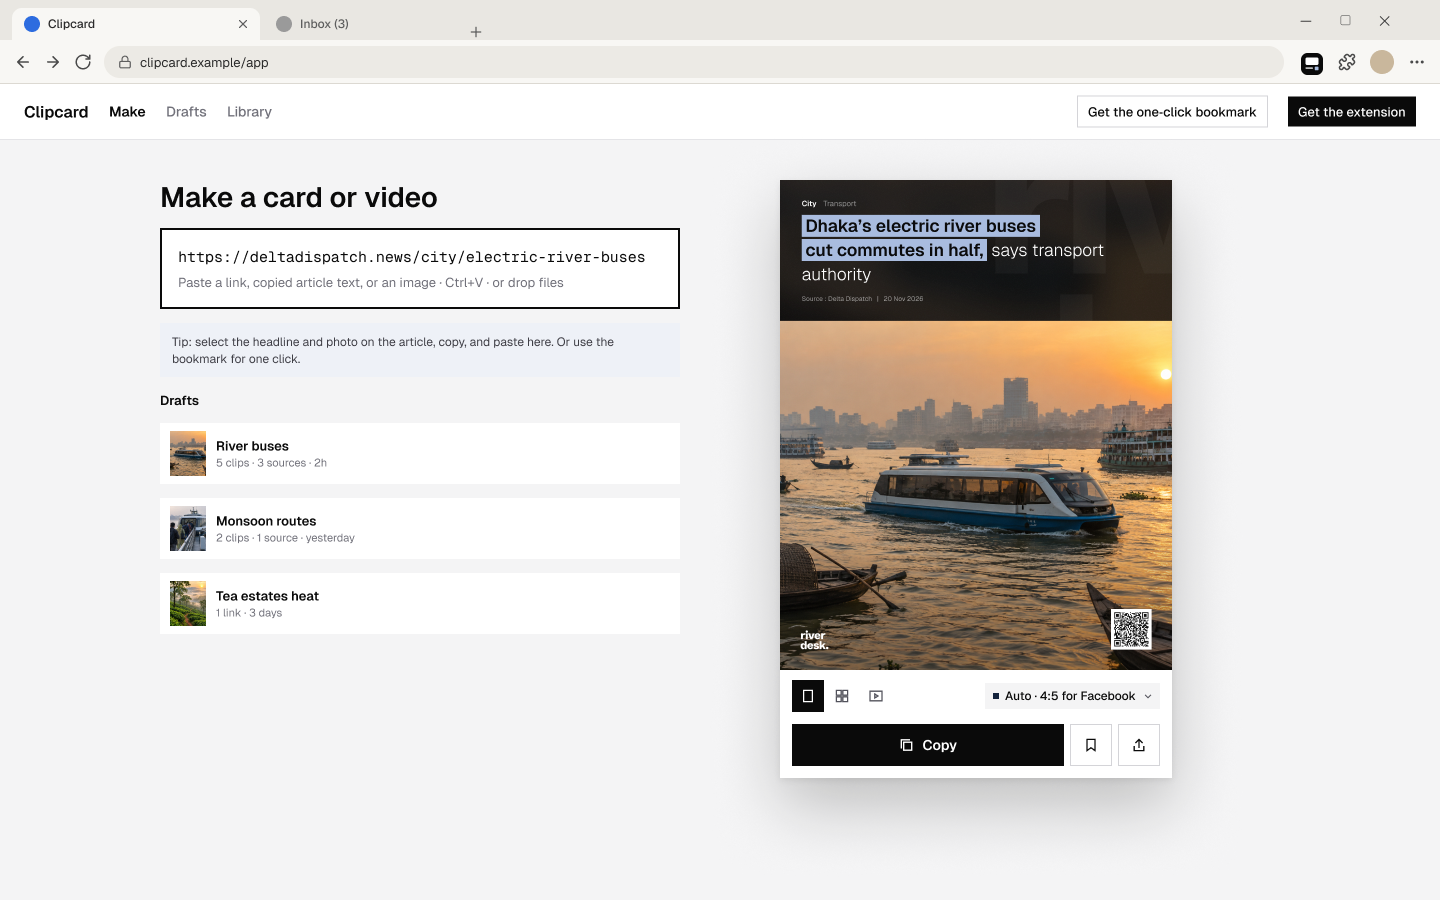 Clipcard
Inbox (3)
clipcard.example/app
Clipcard
Make
Drafts
Library
Get the one-click bookmark
Get the extension
Make a card or video
https://deltadispatch.news/city/electric-river-buses
Paste a link, copied article text, or an image · Ctrl+V · or drop files
Tip: select the headline and photo on the article, copy, and paste here. Or use the
bookmark for one click.
Drafts
River buses
5 clips · 3 sources · 2h
Monsoon routes
2 clips · 1 source · yesterday
Tea estates heat
1 link · 3 days
City Transport
Dhaka’s electric river buses
cut commutes in half, says transport
authority
Source : Delta Dispatch | 20 Nov 2026
river
desk.
Auto · 4:5 for Facebook
Copy